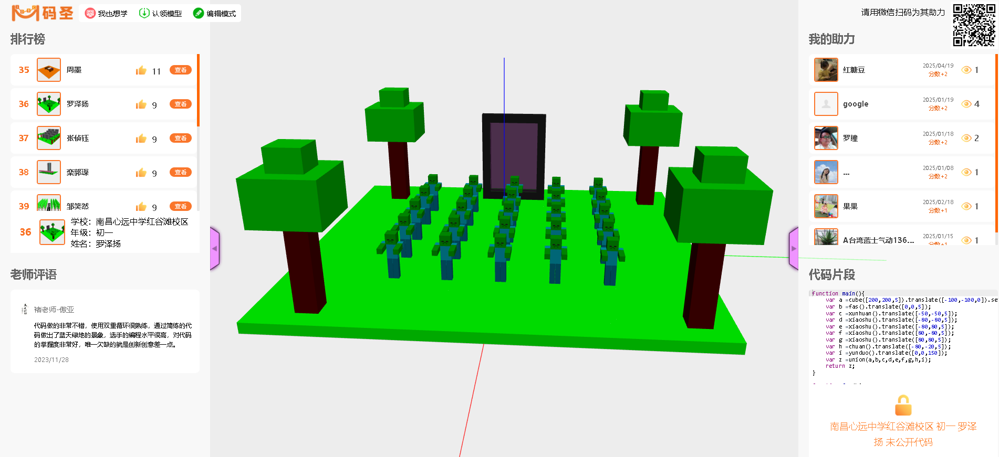 码圣
我也想学
认领模型
编辑模式
请用微信扫码为其助力
排行榜
35 周墨 11 查看
36 罗泽扬 9 查看
37 张侦钰 9 查看
38 栾郭琛 9 查看
39 邹笑然 9 查看
36
学校：南昌心远中学红谷滩校区
年级：初一
姓名：罗泽扬
老师评语
褚老师-傲亚
代码做的非常不错，使用双重循环很熟练，通过简练的代
码做出了蓝天绿地的景象，选手的编程水平很高，对代码
的掌握度非常好，唯一欠缺的就是创新创意差一点。
2023/11/28
我的助力
红糖豆 2025/04/19 分数+2 1
google 2025/01/19 分数+2 4
罗瞳 2025/01/18 分数+2 2
... 2025/01/08 分数+2 1
果果 2025/02/18 分数+1 1
A台湾蓝士气动136... 2025/01/15 分数+1 1
代码片段
function main(){
var a =cube([200,200,5]).translate([-100,-100,0]).se
var b =fas().translate([0,0,5]);
var c =xunhuan().translate([-50,-50,5]);
var d =xiaoshu().translate([-80,-80,5]);
var e =xiaoshu().translate([-80,80,5]);
var f =xiaoshu().translate([80,-80,5]);
var g =xiaoshu().translate([80,80,5]);
var h =chuan().translate([-80,-20,5]);
var i =yunduo().translate([0,0,150]);
var z =union(a,b,c,d,e,f,g,h,i);
return z;
}
南昌心远中学红谷滩校区 初一 罗泽
扬 未公开代码